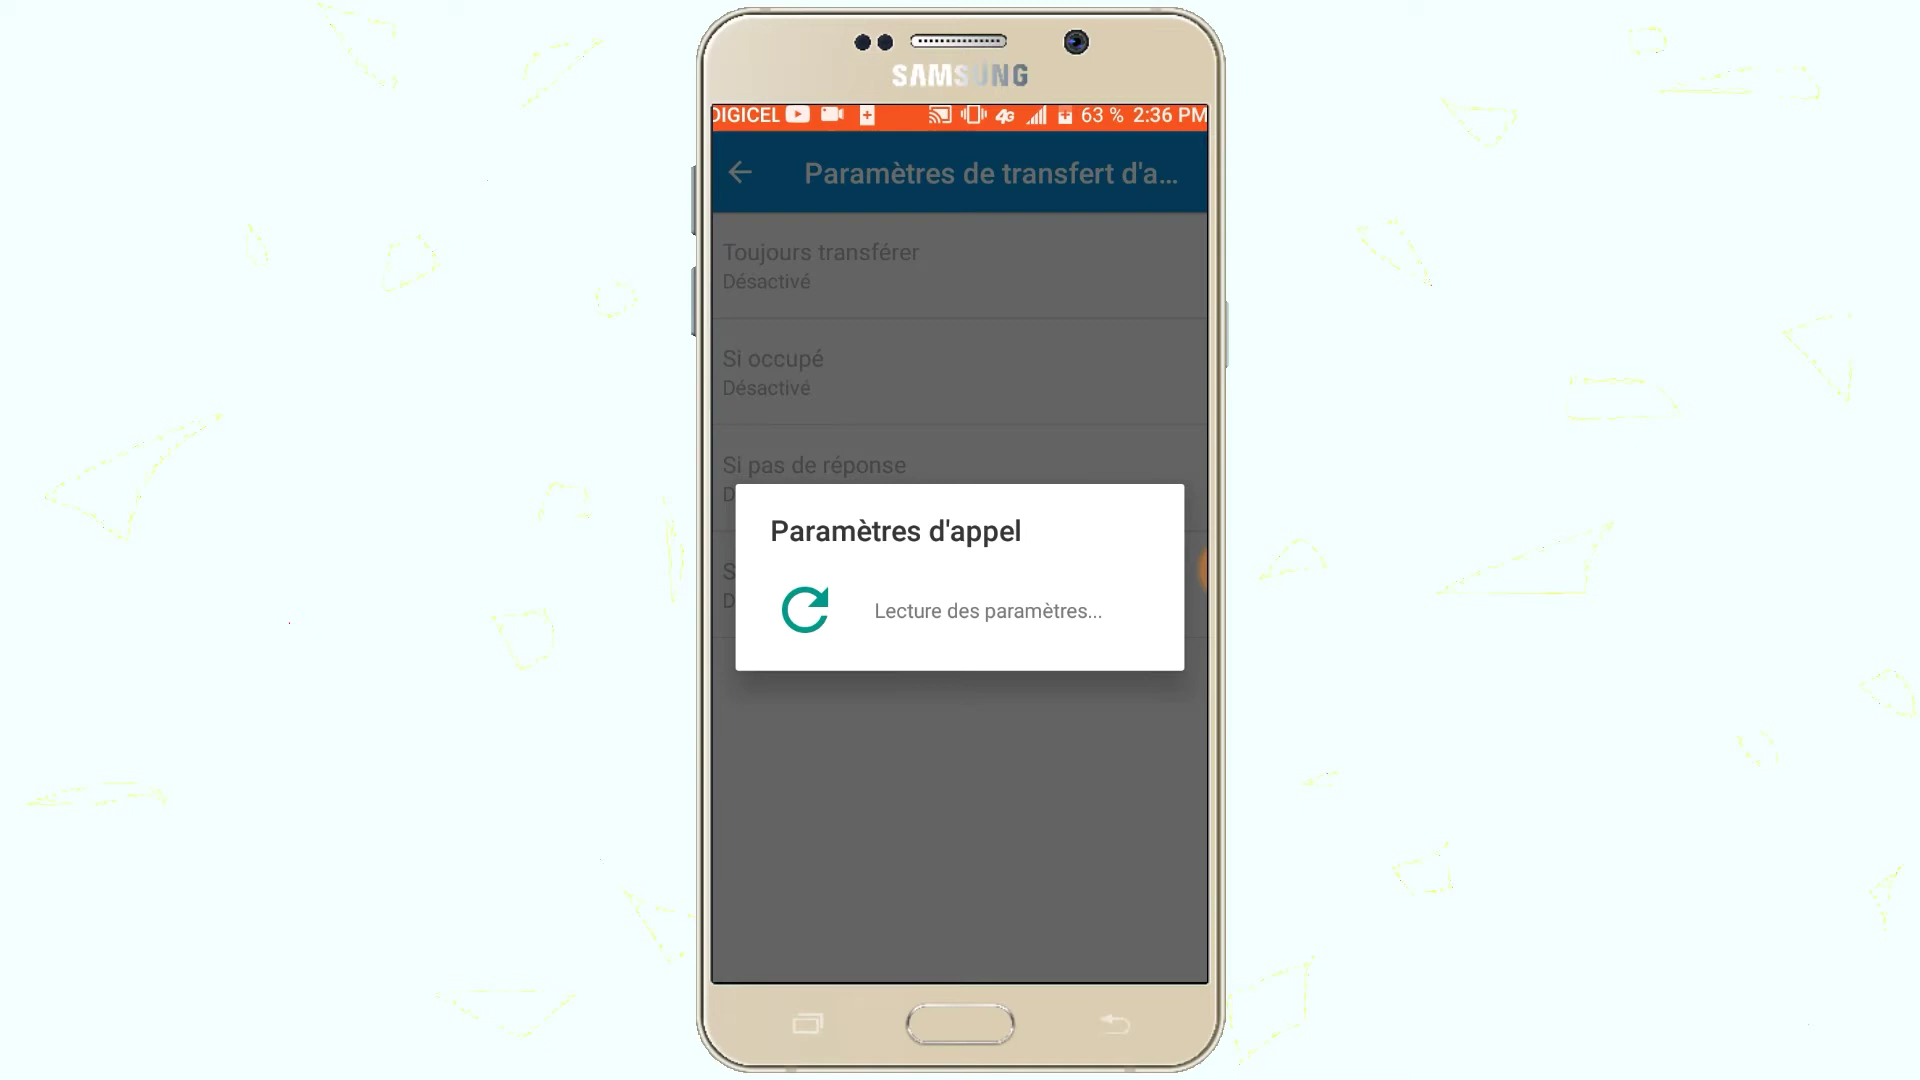 SAMSUNG
DIGICEL 4G 63 % 2:36 PM
Paramètres de transfert d'a...
Toujours transférer
Désactivé
Si occupé
Désactivé
Si pas de réponse
D
Paramètres d'appel
S
Lecture des paramètres...
D